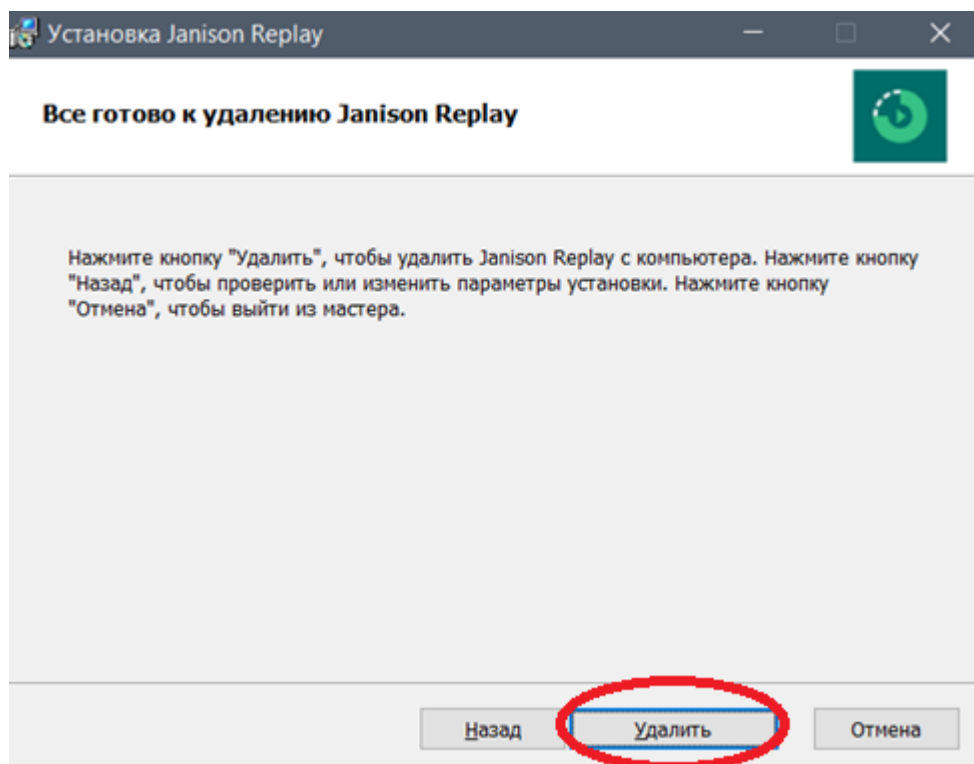 Установка Janison Replay
Все готово к удалению Janison Replay
Нажмите кнопку "Удалить", чтобы удалить Janison Replay с компьютера. Нажмите кнопку
"Назад", чтобы проверить или изменить параметры установки. Нажмите кнопку
"Отмена", чтобы выйти из мастера.
Назад Удалить Отмена